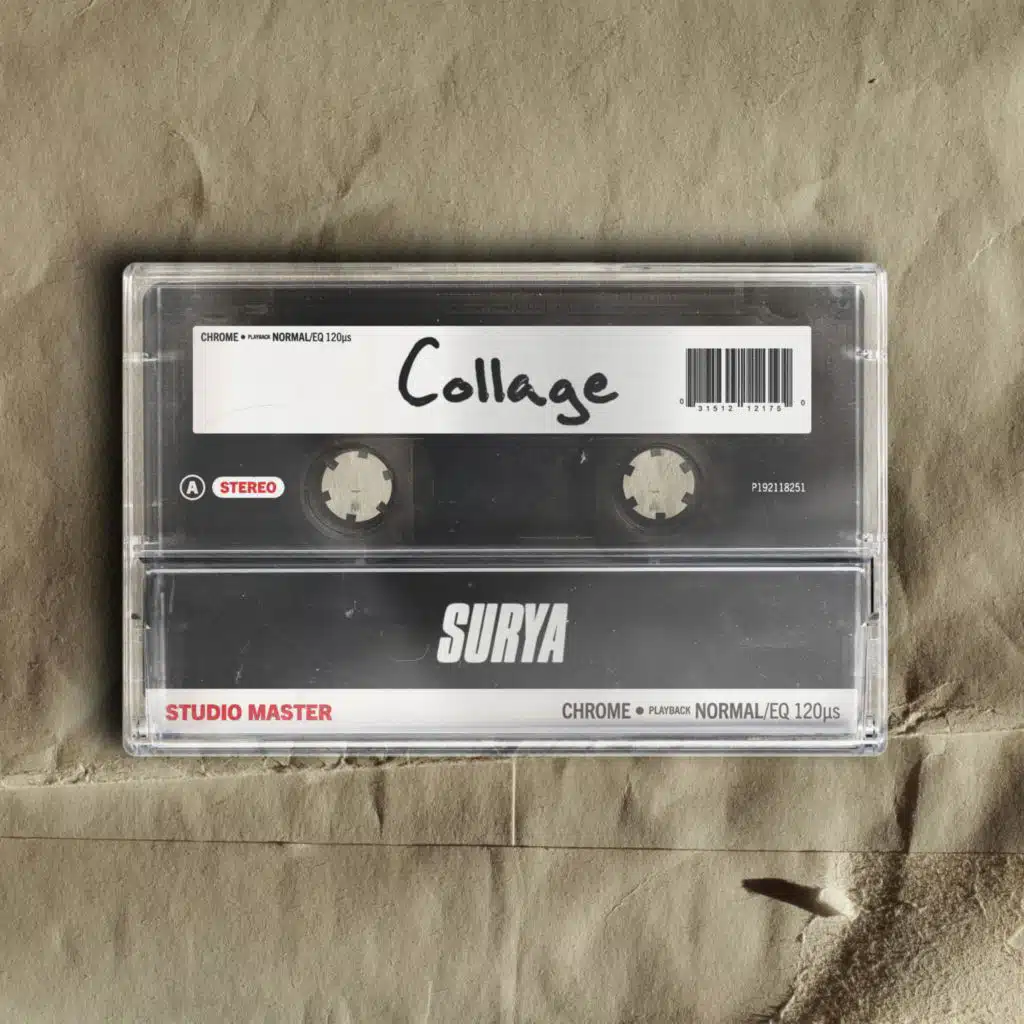 CHROME • PLAYBACK NORMAL/EQ 120µs
Collage
0 31512 12175 0
A STEREO
P192118251
SURYA
STUDIO MASTER
CHROME • PLAYBACK NORMAL/EQ 120µs